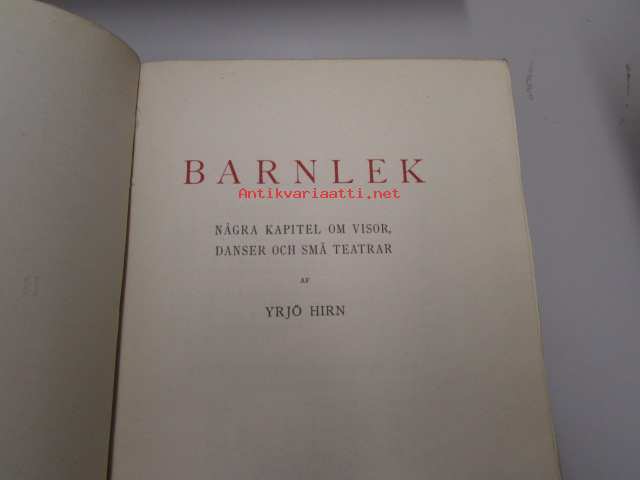 BARNLEK
Antikvariaatti.net
NÅGRA KAPITEL OM VISOR,
DANSER OCH SMÅ TEATRAR
AF
YRJÖ HIRN